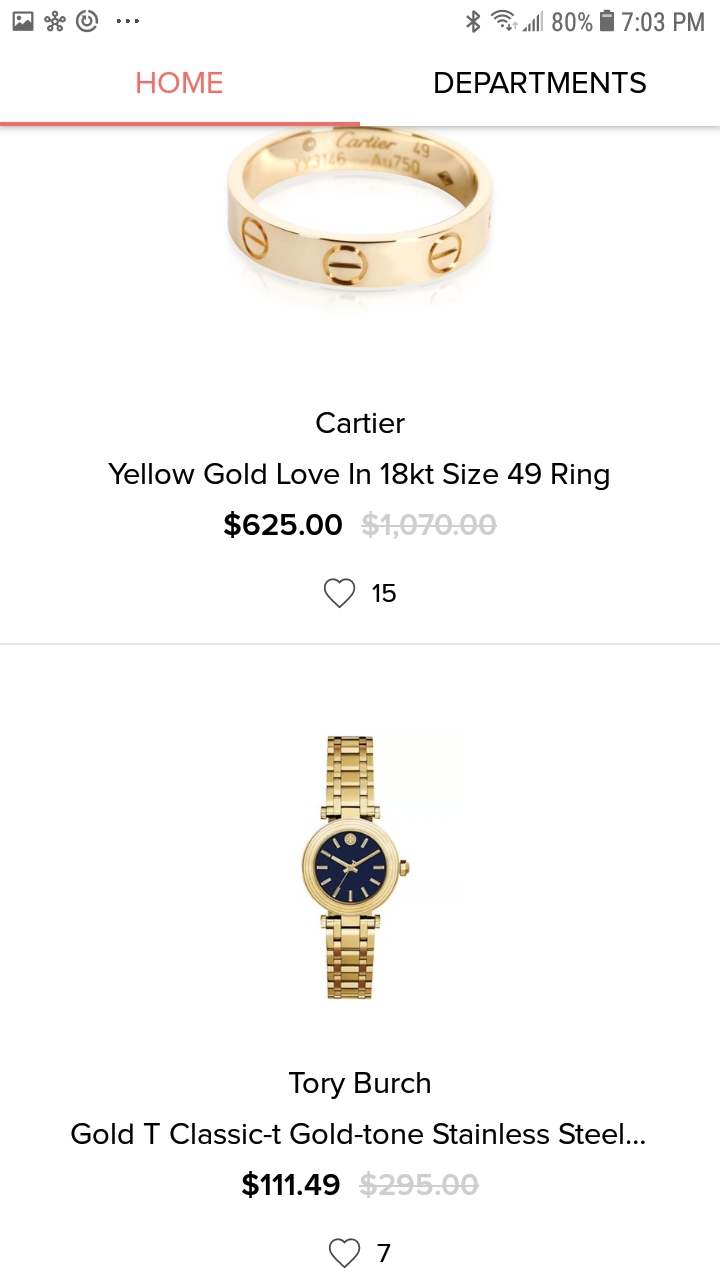 80% 7:03 PM
HOME
DEPARTMENTS
© Cartier 49
YY3146 Au750
Cartier
Yellow Gold Love In 18kt Size 49 Ring
$625.00 $1,070.00
15
Tory Burch
Gold T Classic-t Gold-tone Stainless Steel...
$111.49 $295.00
7